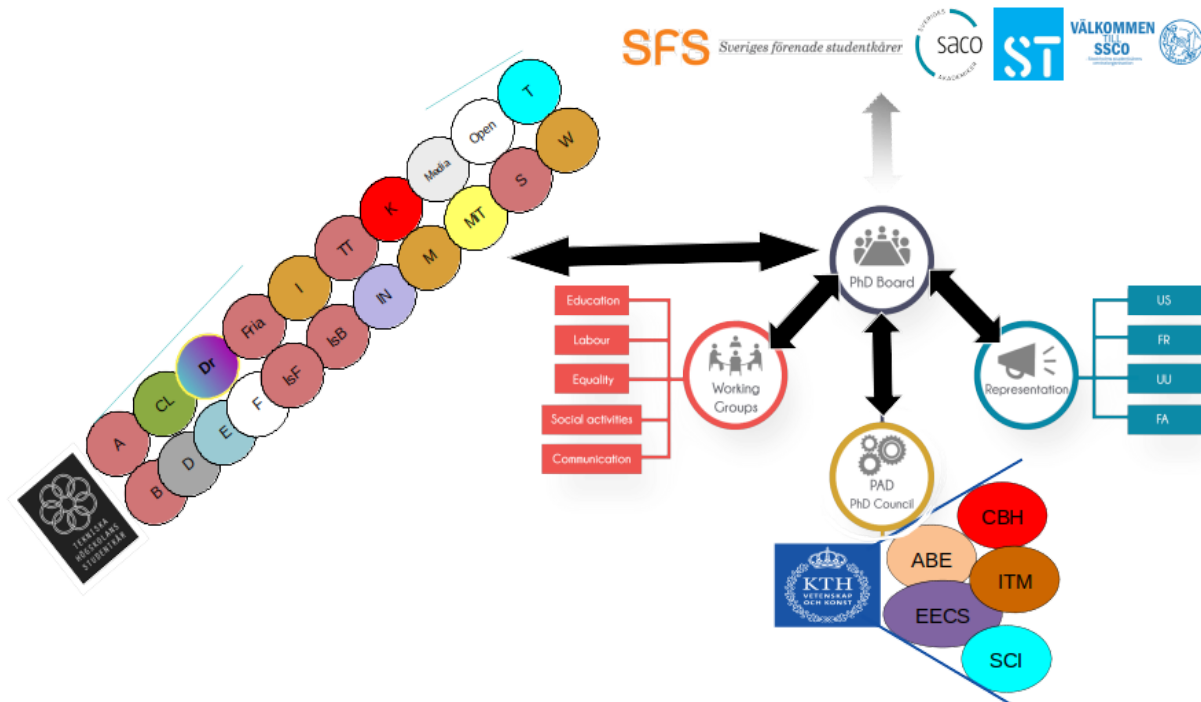 SFS
Sveriges förenade studentkårer
SVERIGES
saco
AKADEMIKER
ST
VÄLKOMMEN
TILL
SSCO
T
W
Open
S
Media
MiT
K
M
TT
IN
I
IsB
Fria
IsF
Dr
F
CL
E
A
D
B
TEKNISKA
HÖGSKOLANS
STUDENTKÅR
PhD Board
Education
Labour
Equality
Social activities
Communication
Working
Groups
Representation
US
FR
UU
FA
PAD
PhD Council
KTH
VETENSKAP
OCH KONST
CBH
ABE
ITM
EECS
SCI